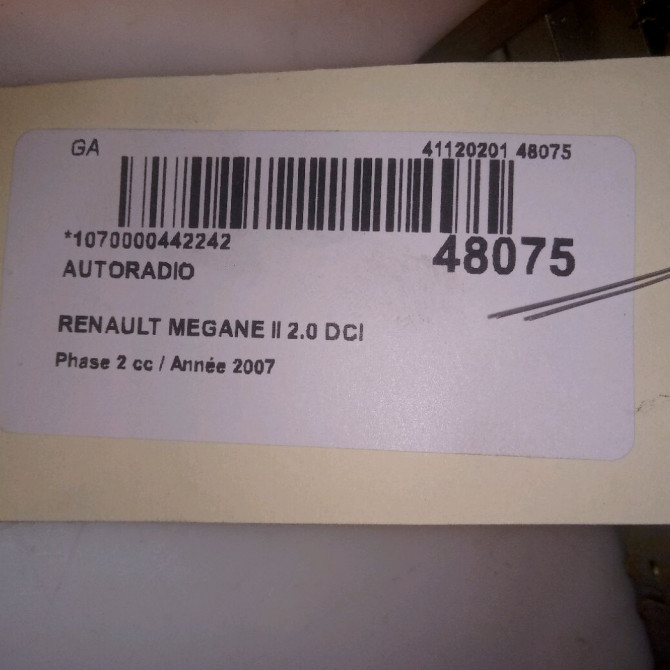 GA 41120201 48075
*1070000442242 48075
AUTORADIO
RENAULT MEGANE II 2.0 DCI
Phase 2 cc / Année 2007